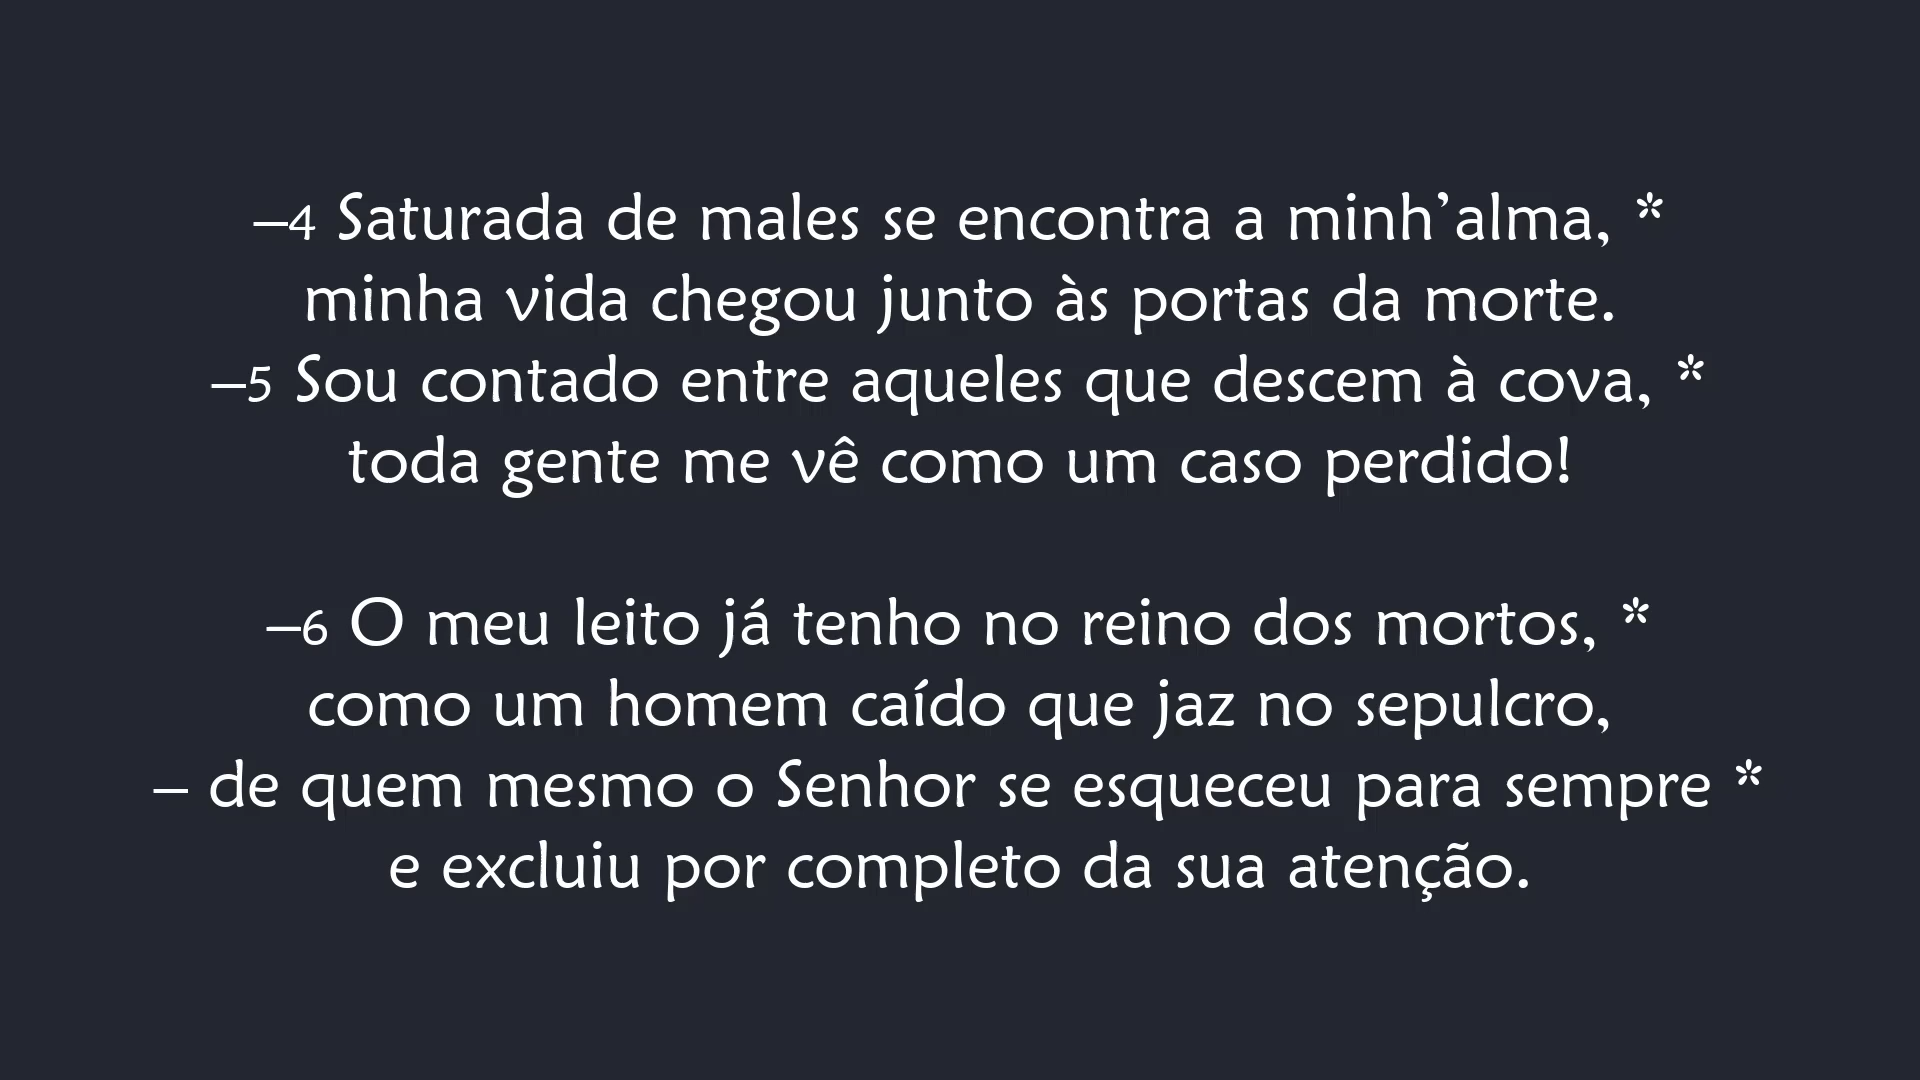 –4 Saturada de males se encontra a minh’alma, *
minha vida chegou junto às portas da morte.
–5 Sou contado entre aqueles que descem à cova, *
toda gente me vê como um caso perdido!
–6 O meu leito já tenho no reino dos mortos, *
como um homem caído que jaz no sepulcro,
– de quem mesmo o Senhor se esqueceu para sempre *
e excluiu por completo da sua atenção.